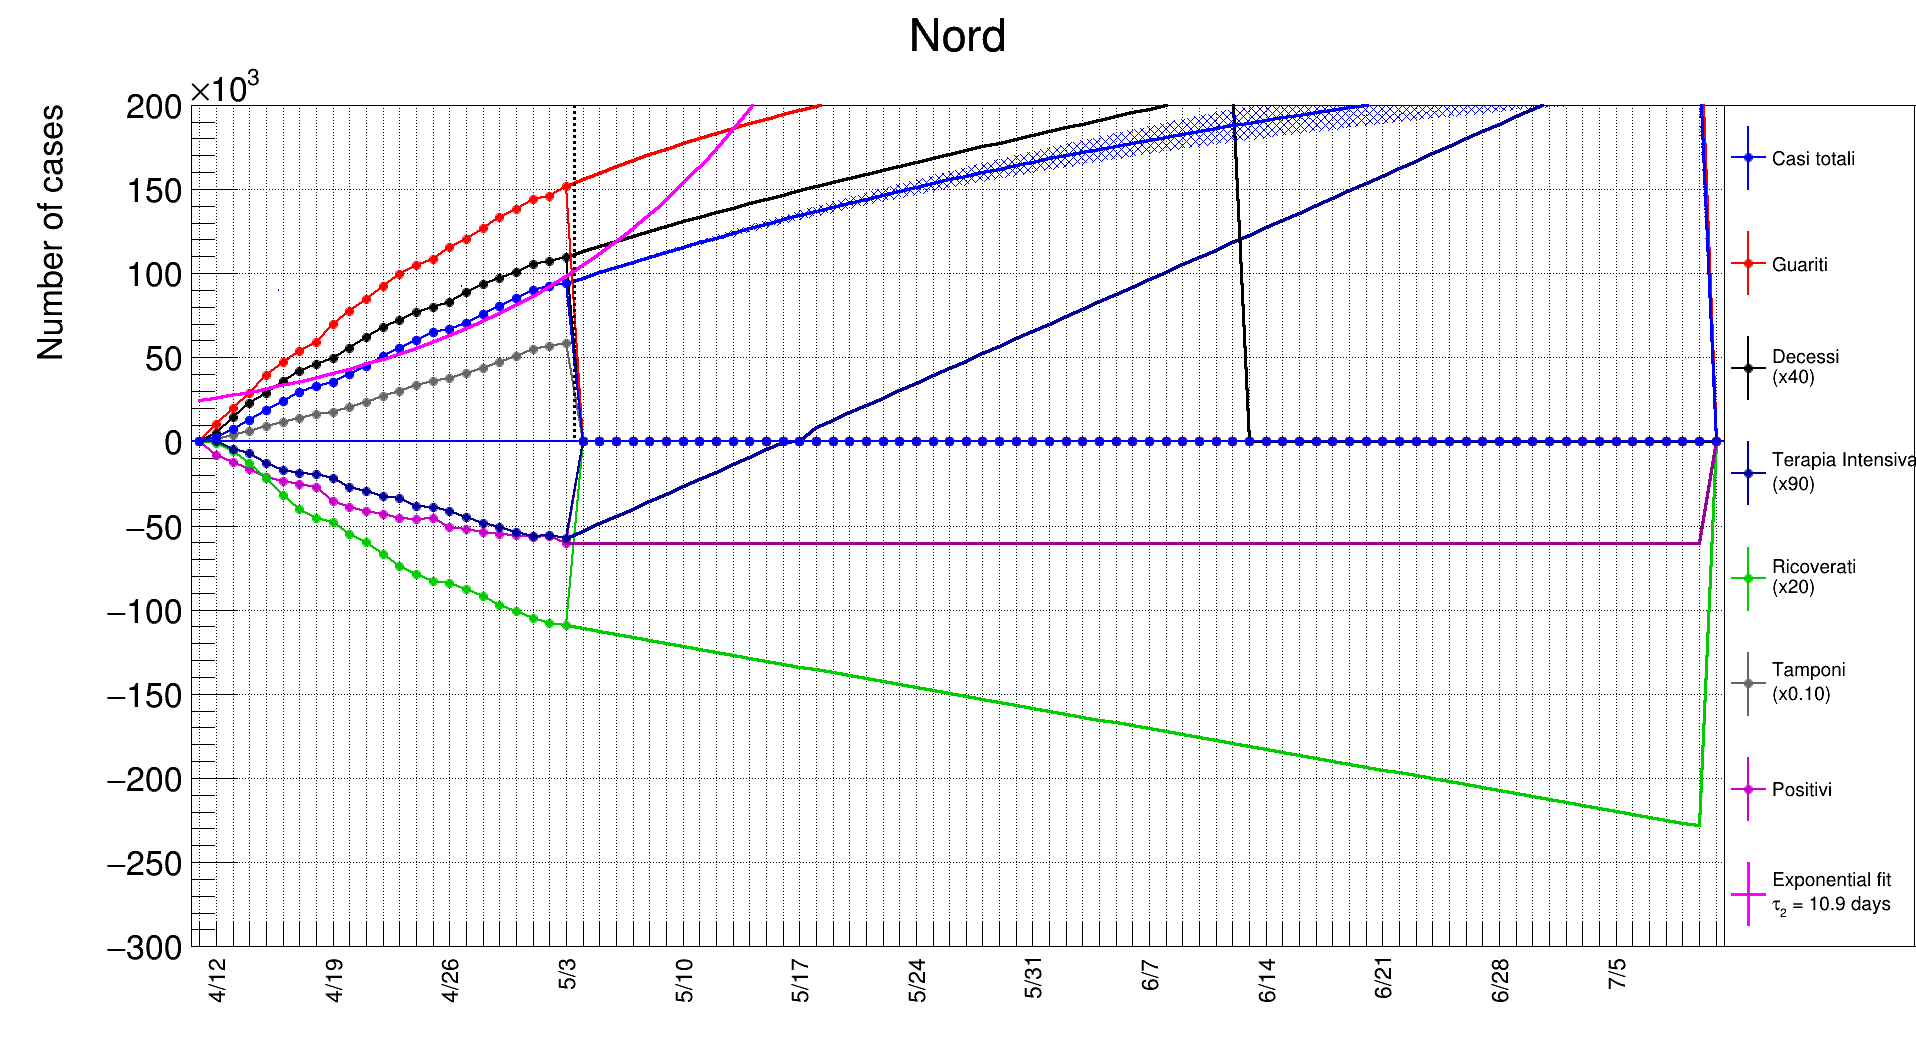 Nord
×10³
Number of cases
200
150
100
50
0
−50
−100
−150
−200
−250
−300
4/12
4/19
4/26
5/3
5/10
5/17
5/24
5/31
6/7
6/14
6/21
6/28
7/5
Casi totali
Guariti
Decessi
(x40)
Terapia Intensiva
(x90)
Ricoverati
(x20)
Tamponi
(x0.10)
Positivi
Exponential fit
τ₂ = 10.9 days